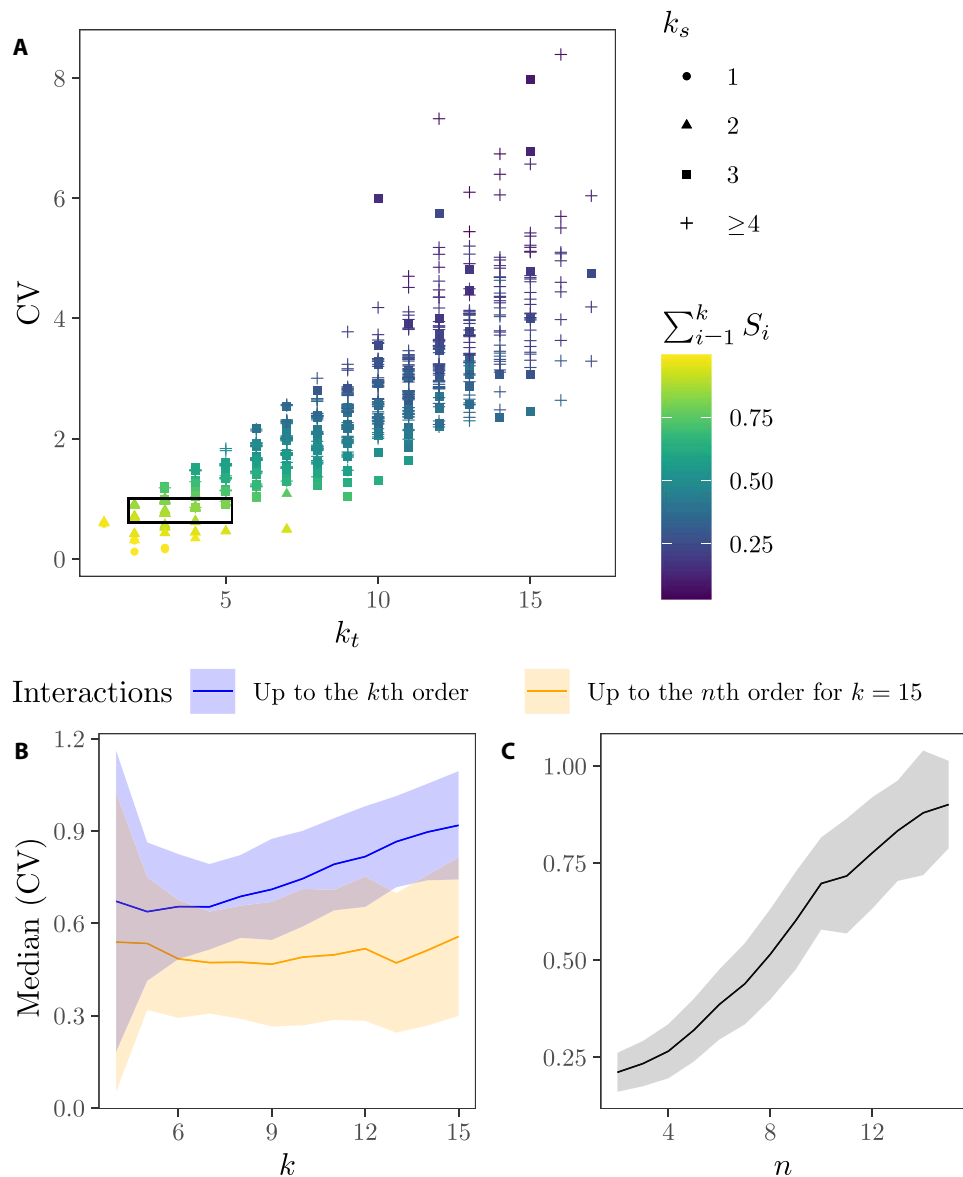 A
8
6
4
2
0
CV
5 10 15
k_t
k_s
1
2
3
≥4
∑_{i-1}^{k} S_i
0.75
0.50
0.25
Interactions Up to the kth order Up to the nth order for k = 15
B
1.2
0.9
0.6
0.3
0.0
Median (CV)
6 9 12 15
k
C
1.00
0.75
0.50
0.25
4 8 12
n